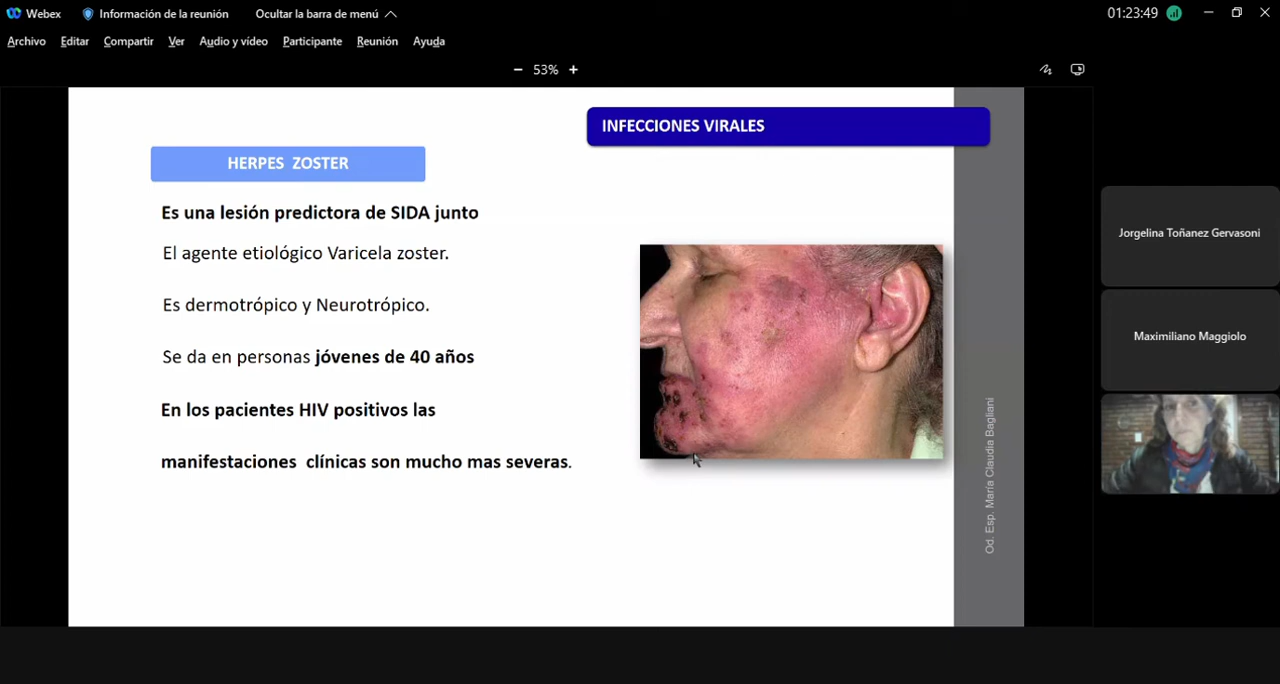 Webex
Información de la reunión
Ocultar la barra de menú
01:23:49
Archivo Editar Compartir Ver Audio y vídeo Participante Reunión Ayuda
53%
INFECCIONES VIRALES
HERPES ZOSTER
Es una lesión predictora de SIDA junto
El agente etiológico Varicela zoster.
Es dermotrópico y Neurotrópico.
Se da en personas jóvenes de 40 años
En los pacientes HIV positivos las
manifestaciones clínicas son mucho mas severas.
Od. Esp. María Claudia Bagliani
Jorgelina Toñanez Gervasoni
Maximiliano Maggiolo